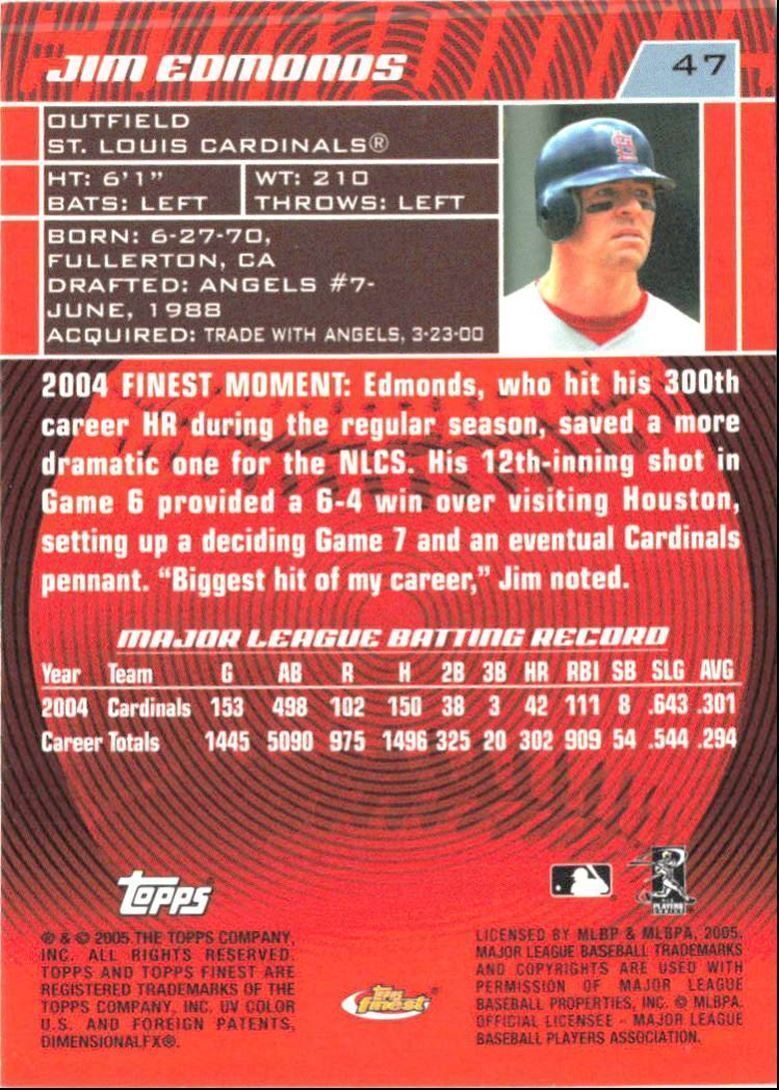 JIM EDMONDS
47
OUTFIELD
ST. LOUIS CARDINALS®
HT: 6'1"
BATS: LEFT
WT: 210
THROWS: LEFT
BORN: 6-27-70,
FULLERTON, CA
DRAFTED: ANGELS #7-
JUNE, 1988
ACQUIRED: TRADE WITH ANGELS, 3-23-00
2004 FINEST MOMENT: Edmonds, who hit his 300th
career HR during the regular season, saved a more
dramatic one for the NLCS. His 12th-inning shot in
Game 6 provided a 6-4 win over visiting Houston,
setting up a deciding Game 7 and an eventual Cardinals
pennant. “Biggest hit of my career,” Jim noted.
MAJOR LEAGUE BATTING RECORD
Year Team G AB R H 2B 3B HR RBI SB SLG AVG
2004 Cardinals 153 498 102 150 38 3 42 111 8 .643 .301
Career Totals 1445 5090 975 1496 325 20 302 909 54 .544 .294
TOPPS®
® & © 2005 THE TOPPS COMPANY,
INC. ALL RIGHTS RESERVED.
TOPPS AND TOPPS FINEST ARE
REGISTERED TRADEMARKS OF THE
TOPPS COMPANY, INC. UV COLOR
U.S. AND FOREIGN PATENTS,
DIMENSIONALFX®.
Topps
finest®
PLAYERS
CHOICE
LICENSED BY MLBP & MLBPA, 2005.
MAJOR LEAGUE BASEBALL TRADEMARKS
AND COPYRIGHTS ARE USED WITH
PERMISSION OF MAJOR LEAGUE
BASEBALL PROPERTIES, INC. © MLBPA.
OFFICIAL LICENSEE - MAJOR LEAGUE
BASEBALL PLAYERS ASSOCIATION.